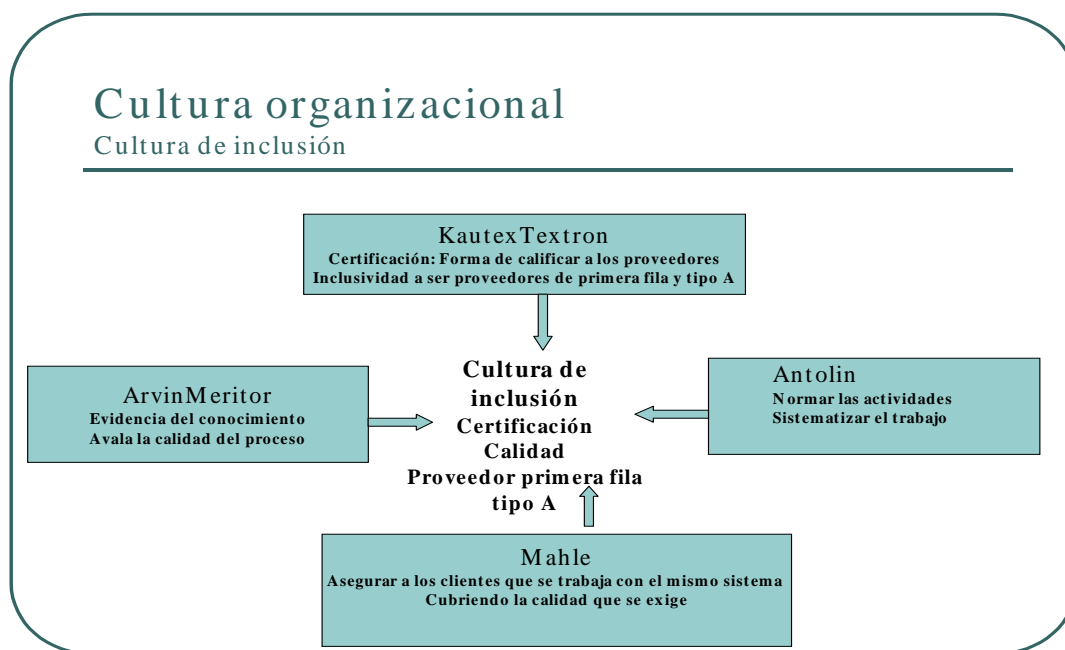 Cultura organizacional
Cultura de inclusión
KautexTextron
Certificación: Forma de calificar a los proveedores
Inclusividad a ser proveedores de primera fila y tipo A
ArvinMeritor
Evidencia del conocimiento
Avala la calidad del proceso
Cultura de
inclusión
Certificación
Calidad
Proveedor primera fila
tipo A
Antolin
Normar las actividades
Sistematizar el trabajo
Mahle
Asegurar a los clientes que se trabaja con el mismo sistema
Cubriendo la calidad que se exige